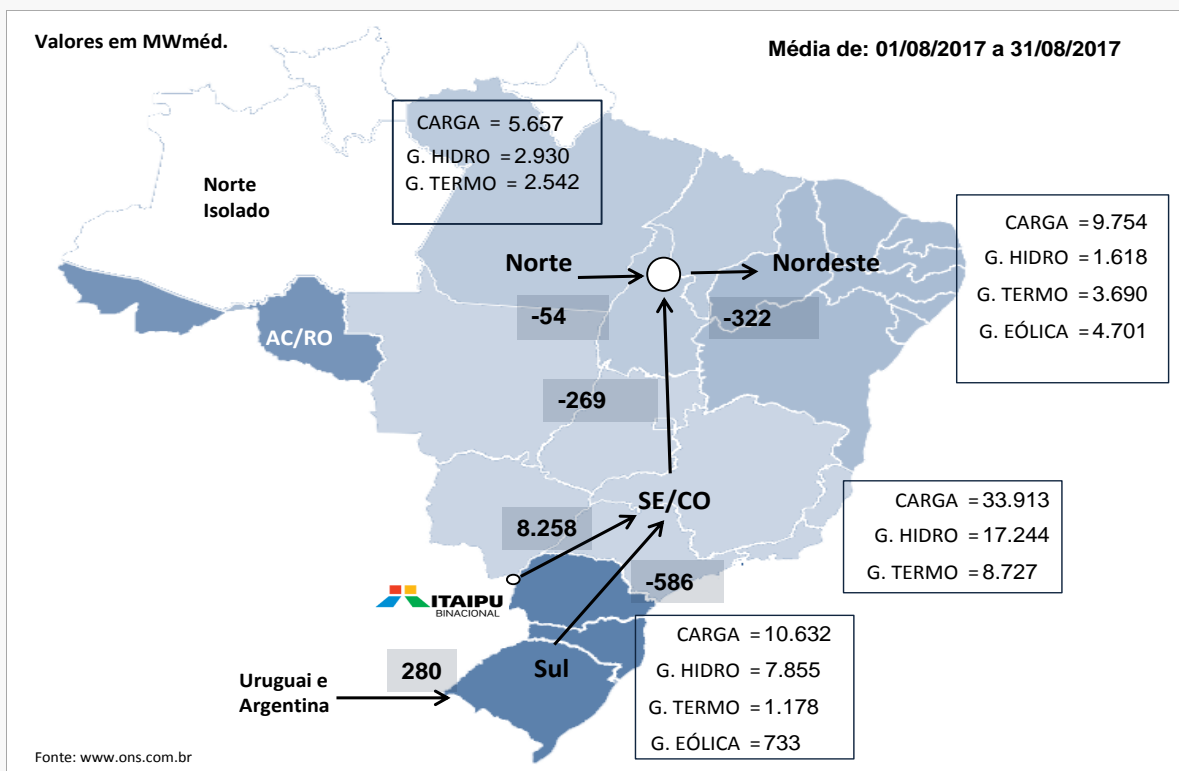 Valores em MWméd.
Média de: 01/08/2017 a 31/08/2017
CARGA = 5.657
G. HIDRO = 2.930
G. TERMO = 2.542
Norte
Isolado
CARGA = 9.754
G. HIDRO = 1.618
G. TERMO = 3.690
G. EÓLICA = 4.701
Norte
Nordeste
-54
-322
AC/RO
-269
SE/CO
CARGA = 33.913
G. HIDRO = 17.244
G. TERMO = 8.727
8.258
-586
ITAIPU
BINACIONAL
CARGA = 10.632
G. HIDRO = 7.855
G. TERMO = 1.178
G. EÓLICA = 733
280
Sul
Uruguai e
Argentina
Fonte: www.ons.com.br